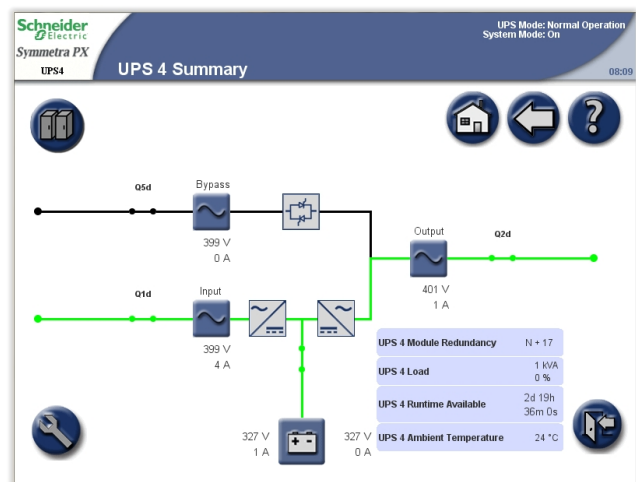 Schneider
Electric
Symmetra PX
UPS4
UPS 4 Summary
UPS Mode: Normal Operation
System Mode: On
08:09
?
Q5d
Bypass
399 V
0 A
Output
Q2d
401 V
1 A
Q1d
Input
399 V
4 A
327 V
1 A
+ -
327 V
0 A
UPS 4 Module Redundancy N + 17
UPS 4 Load 1 kVA
0 %
UPS 4 Runtime Available 2d 19h
36m 0s
UPS 4 Ambient Temperature 24 °C